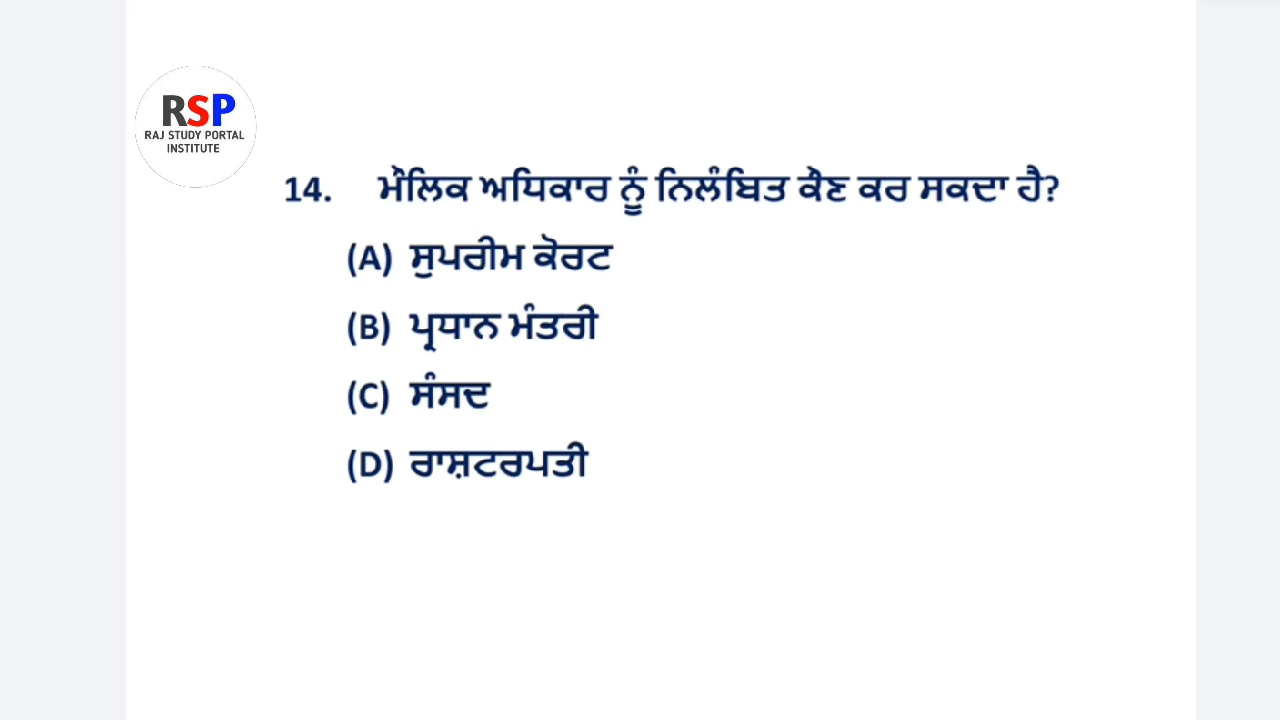 RSP
RAJ STUDY PORTAL
INSTITUTE
14. ਮੌਲਿਕ ਅਧਿਕਾਰ ਨੂੰ ਨਿਲੰਬਿਤ ਕੌਣ ਕਰ ਸਕਦਾ ਹੈ?
(A) ਸੁਪਰੀਮ ਕੋਰਟ
(B) ਪ੍ਰਧਾਨ ਮੰਤਰੀ
(C) ਸੰਸਦ
(D) ਰਾਸ਼ਟਰਪਤੀ